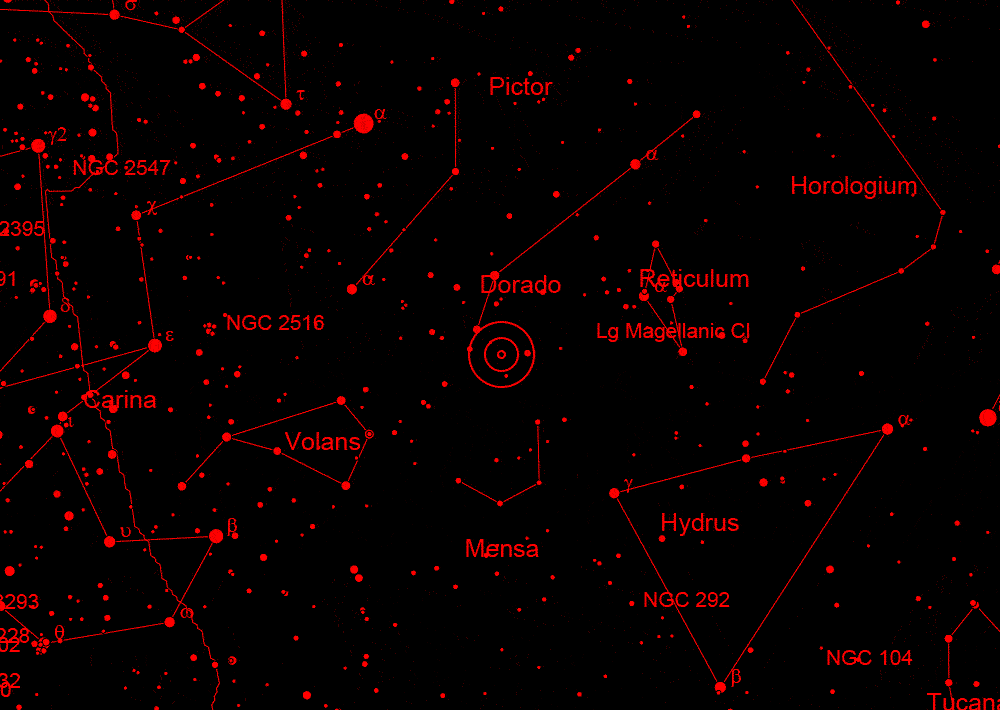 σ
Pictor
τ
α
γ2
α
NGC 2547
Horologium
χ
2395
Reticulum
91
α
Dorado
α
δ
NGC 2516
Lg Magellanic Cl
ε
Carina
α
ι
Volans
γ
Hydrus
υ
β
Mensa
3293
NGC 292
ω
θ
NGC 104
β
Tucana